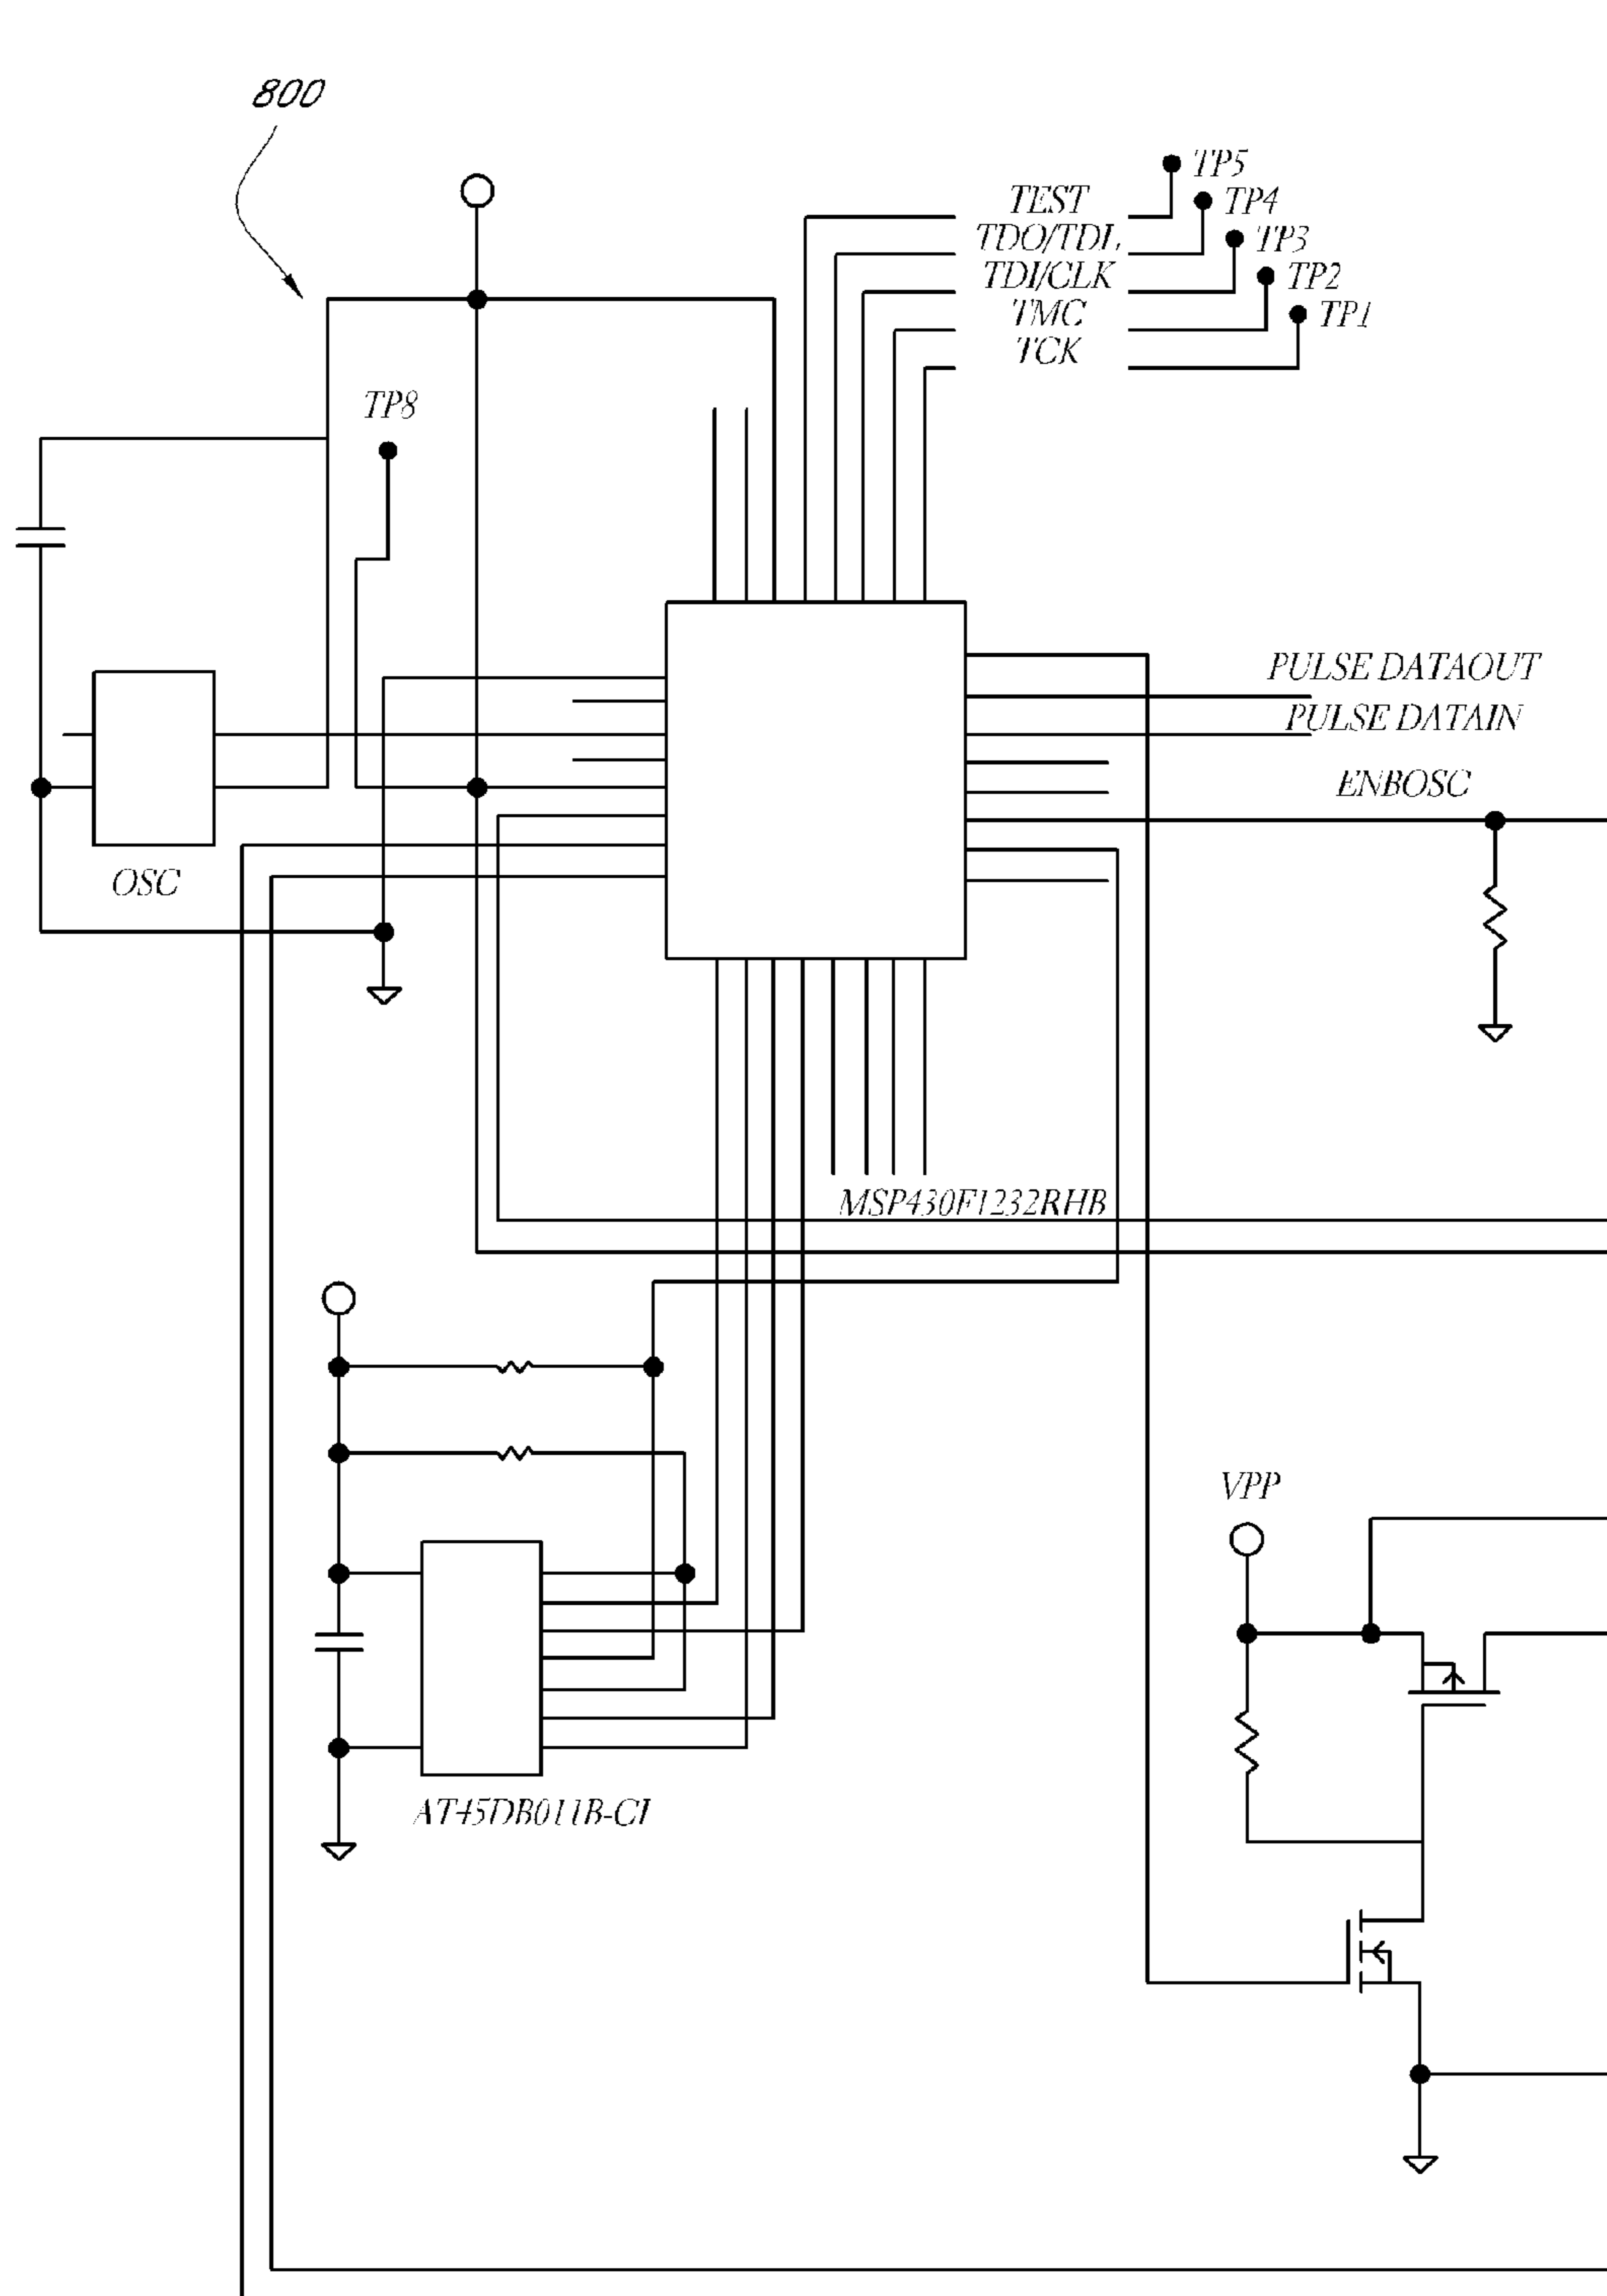 800
TP5
TEST
TP4
TDO/TDI,
TP3
TDI/CLK
TP2
TMC
TP1
TCK
TP8
PULSE DATAOUT
PULSE DATAIN
ENBOSC
OSC
MSP430F1232RHB
VPP
AT45DB011B-CI